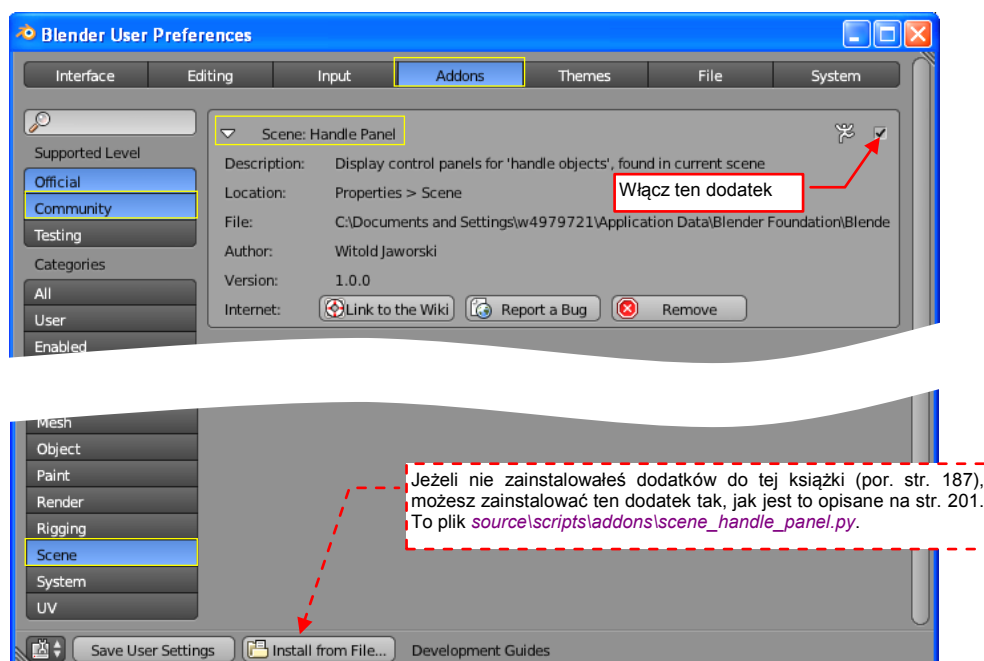 Blender User Preferences
Interface Editing Input Addons Themes File System
Supported Level
Official
Community
Testing
Categories
All
User
Enabled
Scene: Handle Panel
Description: Display control panels for 'handle objects', found in current scene
Location: Properties > Scene
File: C:\Documents and Settings\w4979721\Application Data\Blender Foundation\Blende
Author: Witold Jaworski
Version: 1.0.0
Internet: Link to the Wiki Report a Bug Remove
Włącz ten dodatek
Mesh
Object
Paint
Render
Rigging
Scene
System
UV
Jeżeli nie zainstalowałeś dodatków do tej książki (por. str. 187),
możesz zainstalować ten dodatek tak, jak jest to opisane na str. 201.
To plik source\scripts\addons\scene_handle_panel.py.
Save User Settings Install from File... Development Guides